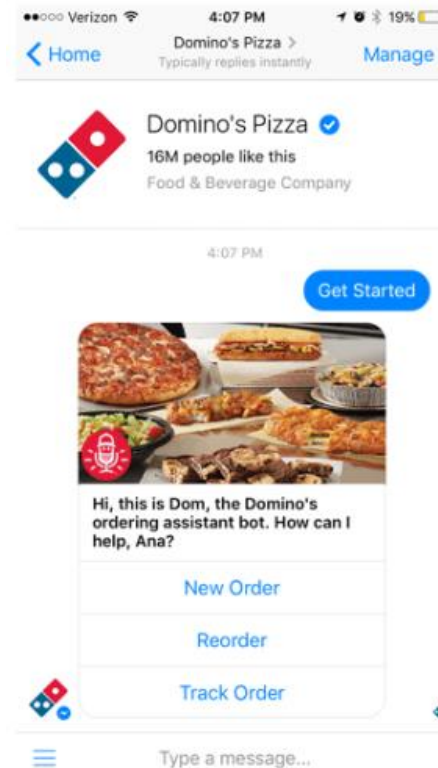 Verizon 4:07 PM 19%
Home Domino's Pizza > Manage
Typically replies instantly
Domino's Pizza
16M people like this
Food & Beverage Company
4:07 PM
Get Started
Hi, this is Dom, the Domino's
ordering assistant bot. How can I
help, Ana?
New Order
Reorder
Track Order
Type a message...